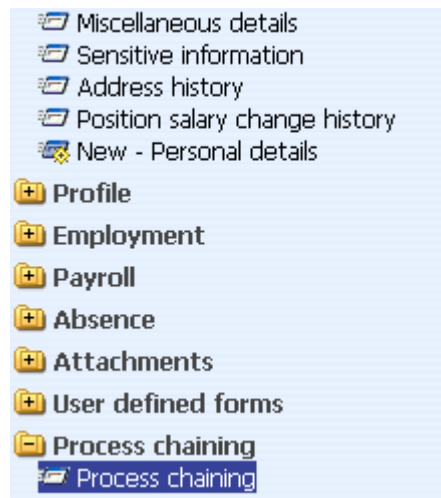 Miscellaneous details
Sensitive information
Address history
Position salary change history
New - Personal details
Profile
Employment
Payroll
Absence
Attachments
User defined forms
Process chaining
Process chaining